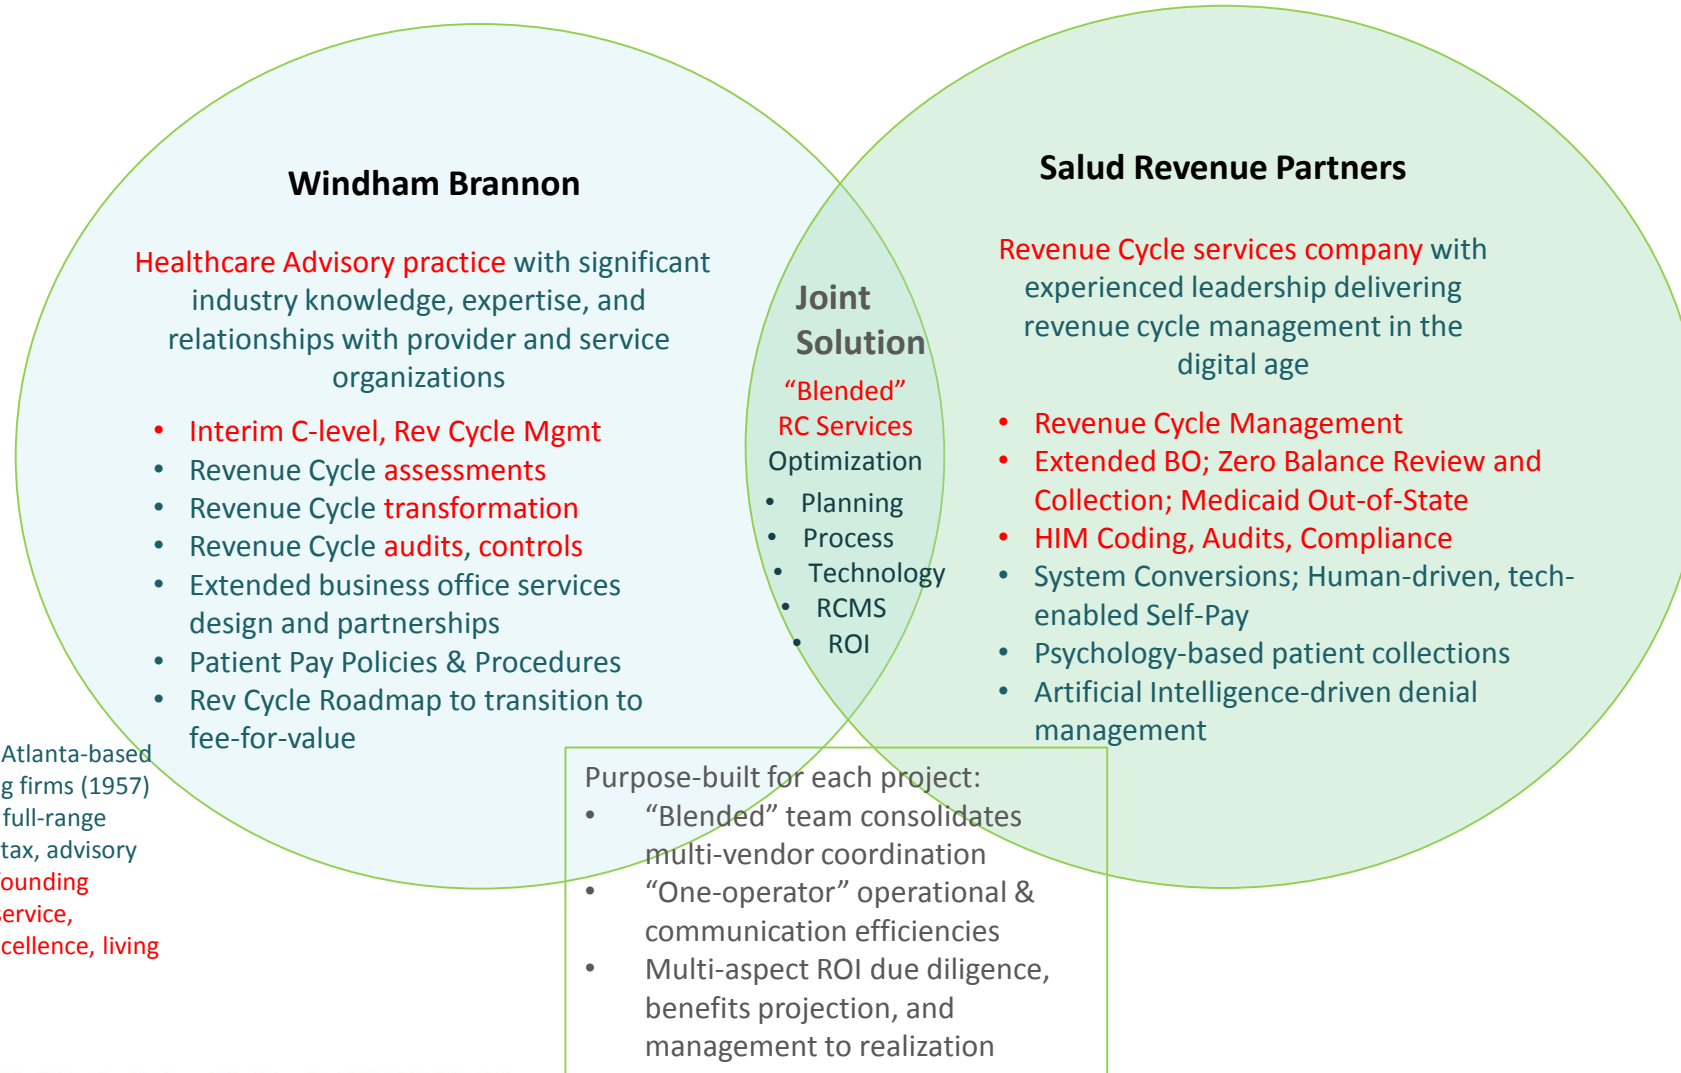 Windham Brannon
Healthcare Advisory practice with significant
industry knowledge, expertise, and
relationships with provider and service
organizations
• Interim C-level, Rev Cycle Mgmt
• Revenue Cycle assessments
• Revenue Cycle transformation
• Revenue Cycle audits, controls
• Extended business office services
design and partnerships
• Patient Pay Policies & Procedures
• Rev Cycle Roadmap to transition to
fee-for-value
Joint
Solution
“Blended”
RC Services
Optimization
• Planning
• Process
• Technology
• RCMS
• ROI
Salud Revenue Partners
Revenue Cycle services company with
experienced leadership delivering
revenue cycle management in the
digital age
• Revenue Cycle Management
• Extended BO; Zero Balance Review and
Collection; Medicaid Out-of-State
• HIM Coding, Audits, Compliance
• System Conversions; Human-driven, tech-
enabled Self-Pay
• Psychology-based patient collections
• Artificial Intelligence-driven denial
management
Atlanta-based
g firms (1957)
full-range
tax, advisory
ounding
service,
cellence, living
Purpose-built for each project:
• “Blended” team consolidates
multi-vendor coordination
• “One-operator” operational &
communication efficiencies
• Multi-aspect ROI due diligence,
benefits projection, and
management to realization